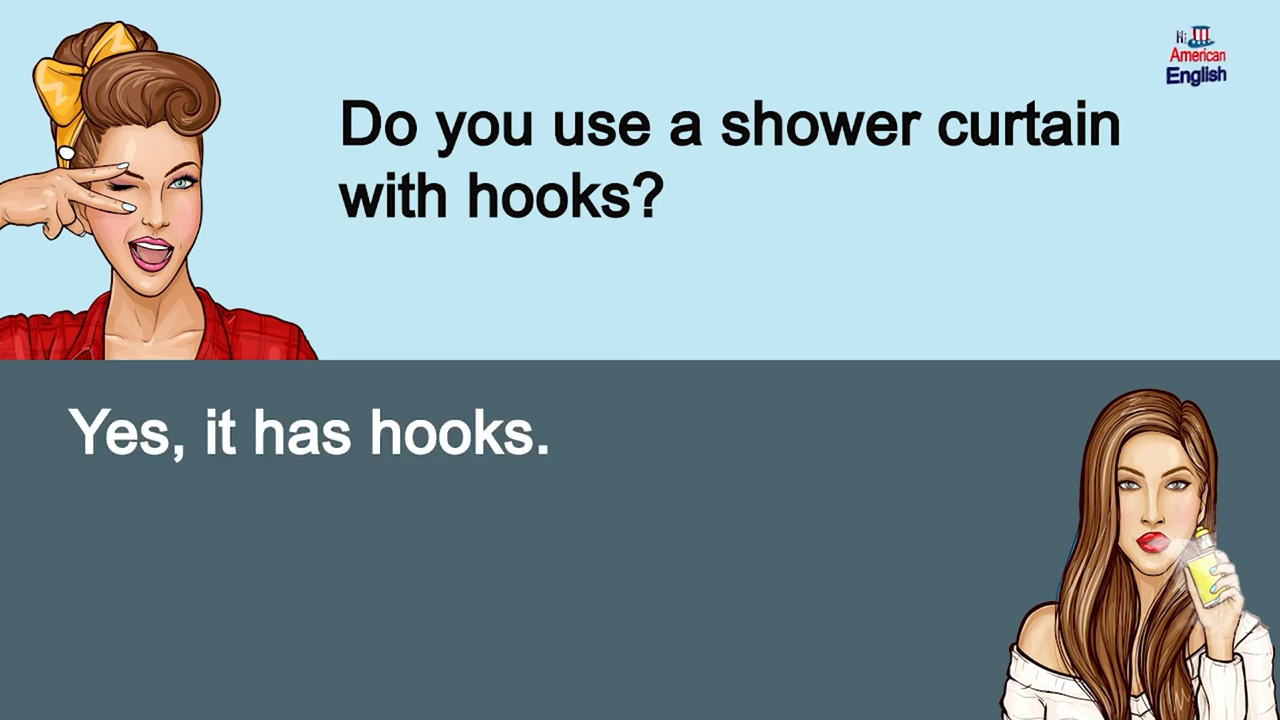 Hi
American
English
Do you use a shower curtain
with hooks?
Yes, it has hooks.